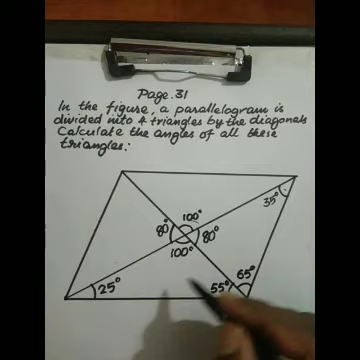 Page. 31
In the figure, a parallelogram is
divided into 4 triangles by the diagonals
Calculate the angles of all these
triangles:
35°
100°
80° 80°
100°
65°
25° 55°